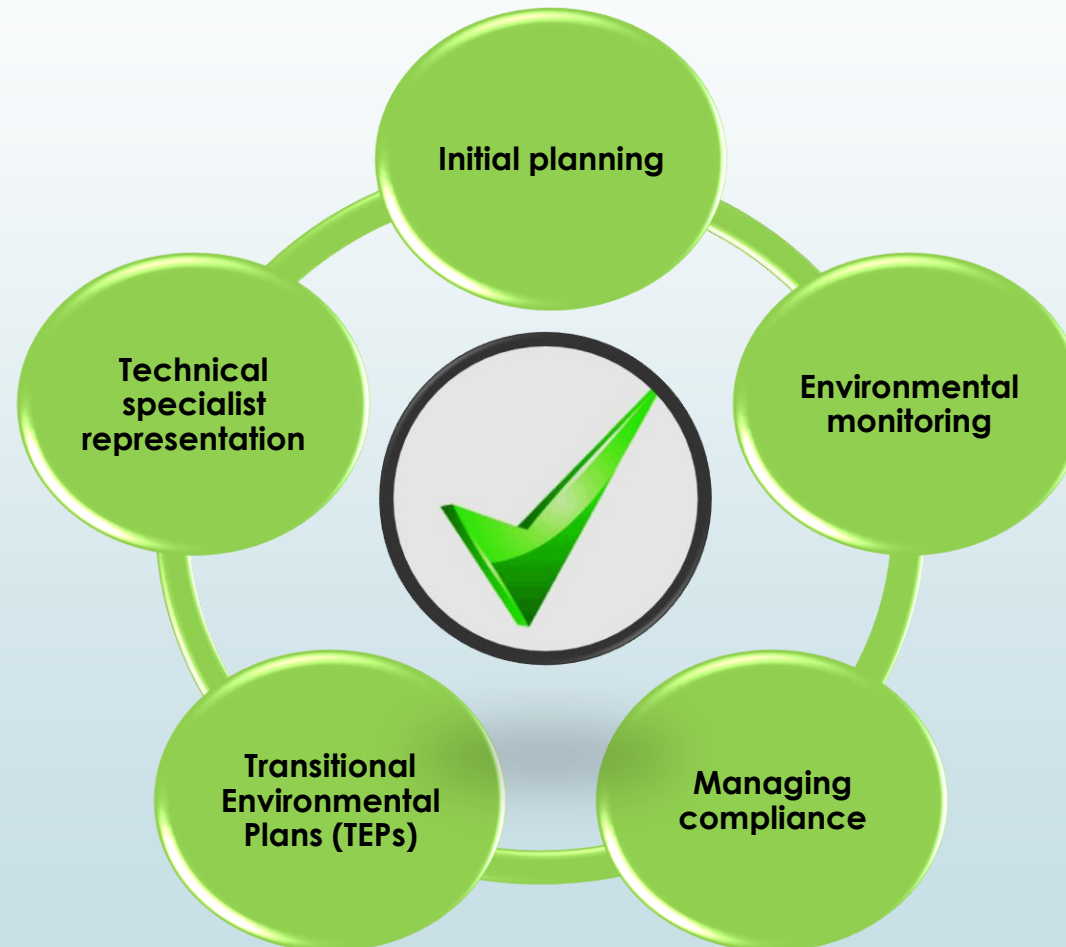 Initial planning
Environmental
monitoring
Managing
compliance
Transitional
Environmental
Plans (TEPs)
Technical
specialist
representation